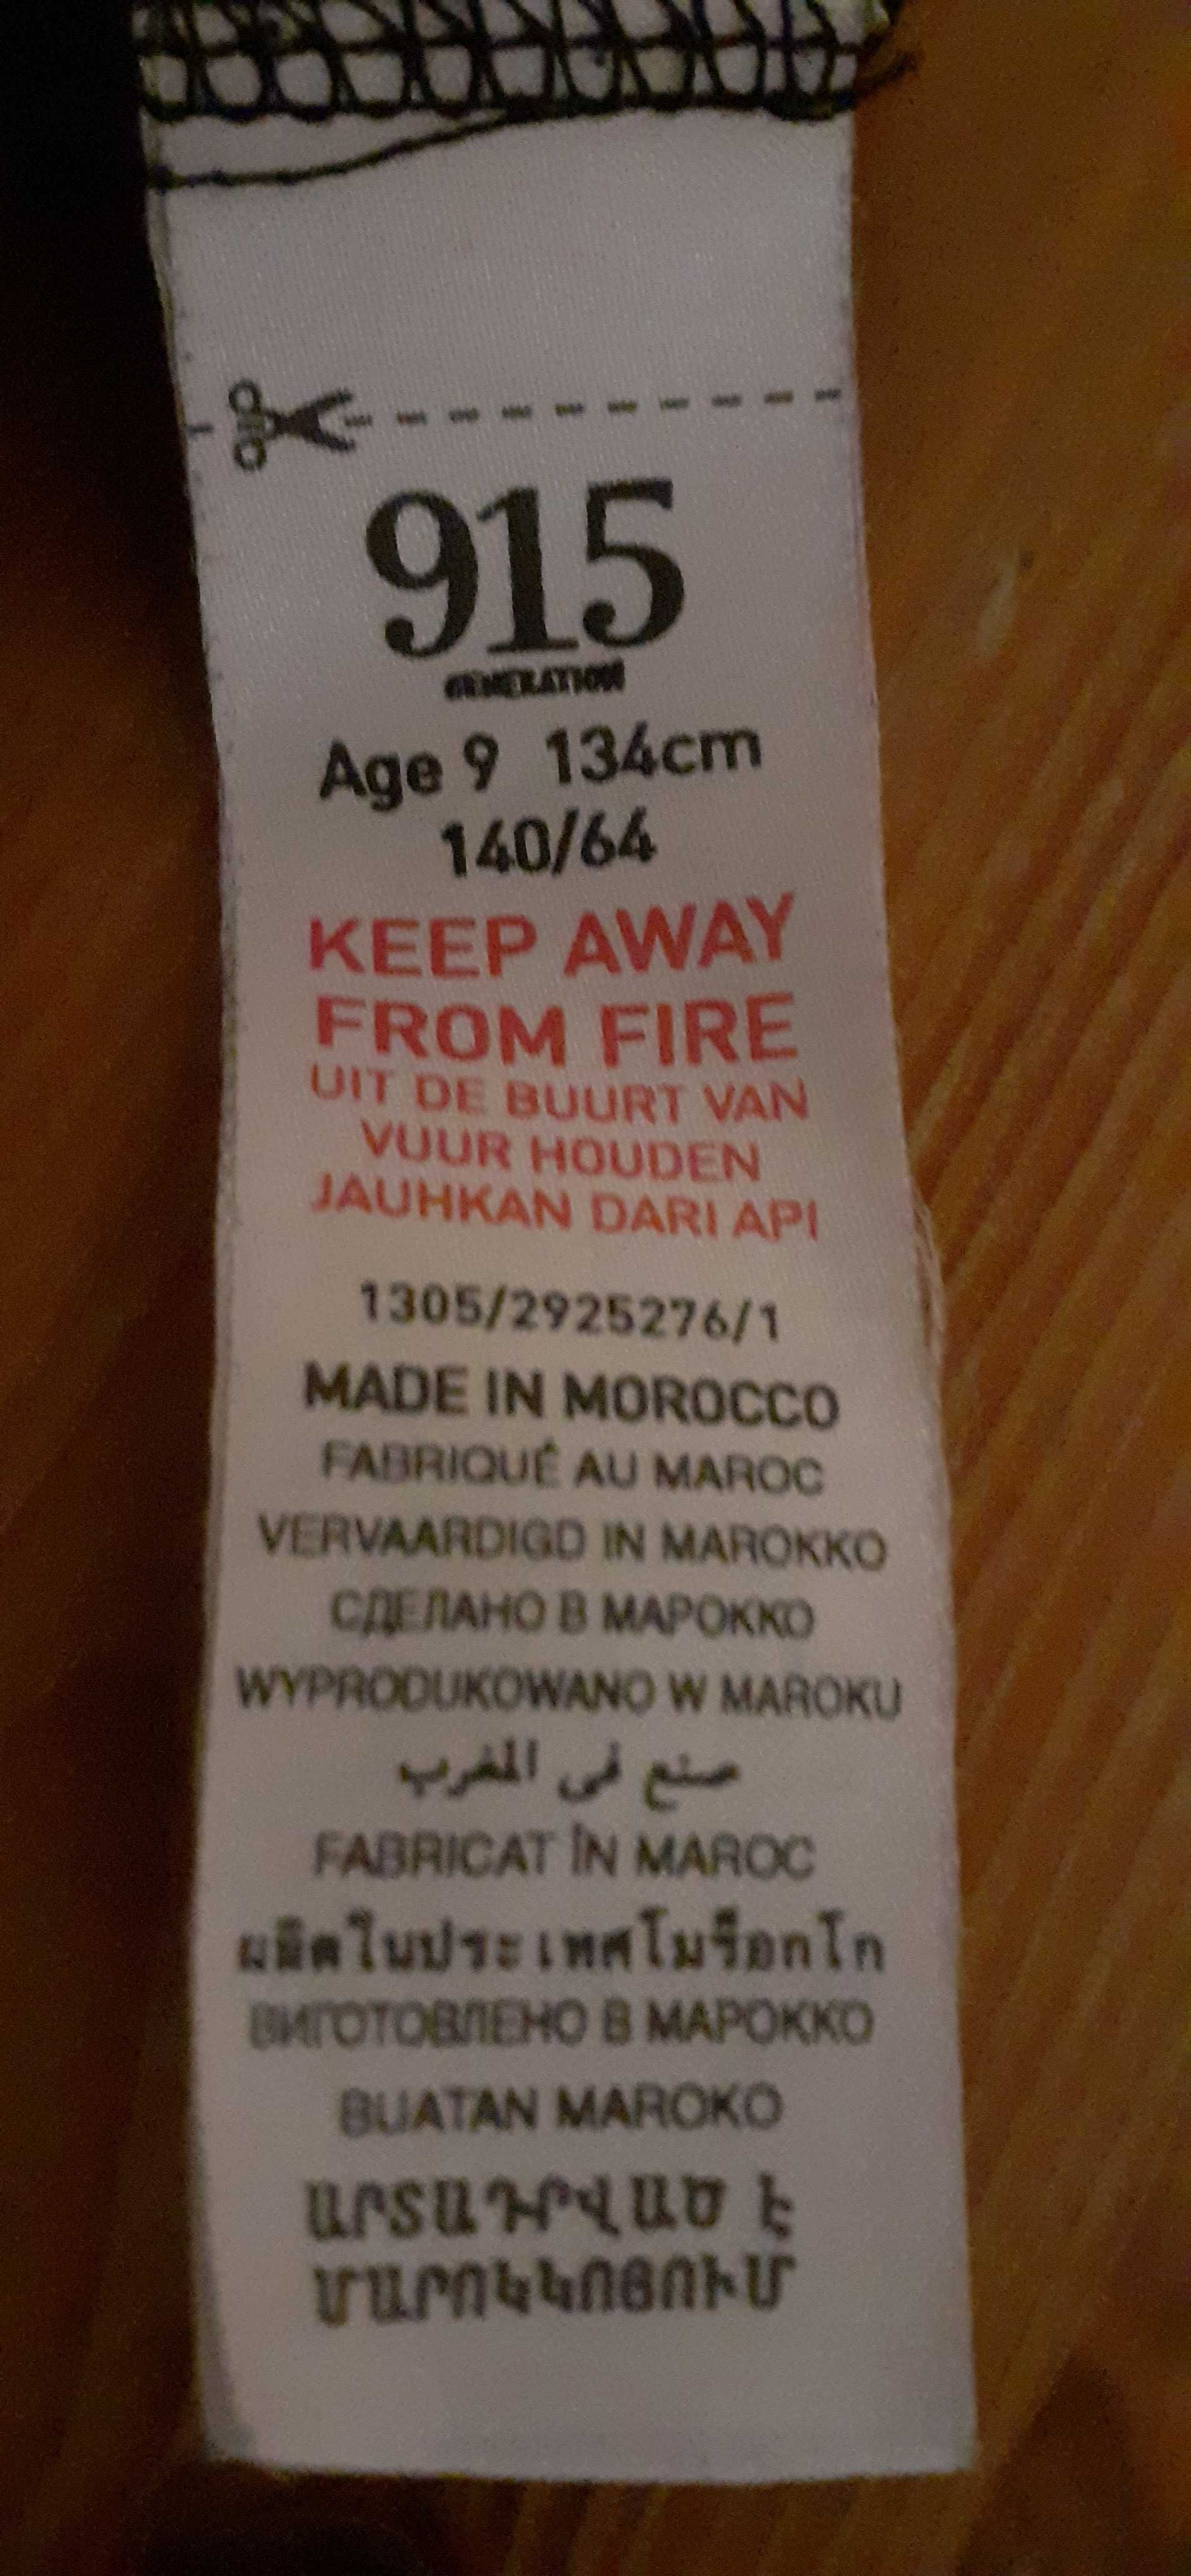 915
GENERATION
Age 9 134cm
140/64
KEEP AWAY
FROM FIRE
UIT DE BUURT VAN
VUUR HOUDEN
JAUHKAN DARI API
1305/2925276/1
MADE IN MOROCCO
FABRIQUÉ AU MAROC
VERVAARDIGD IN MAROKKO
СДЕЛАНО В МАРОККО
WYPRODUKOWANO W MAROKU
صنع في المغرب
FABRICAT ÎN MAROC
ผลิตในประเทศโมร็อกโก
ВИГОТОВЛЕНО В МАРОККО
BUATAN MAROKO
ԱՐՏԱԴՐՎԱԾ Է
ՄԱՐՈԿԿՈՅՈՒՄ